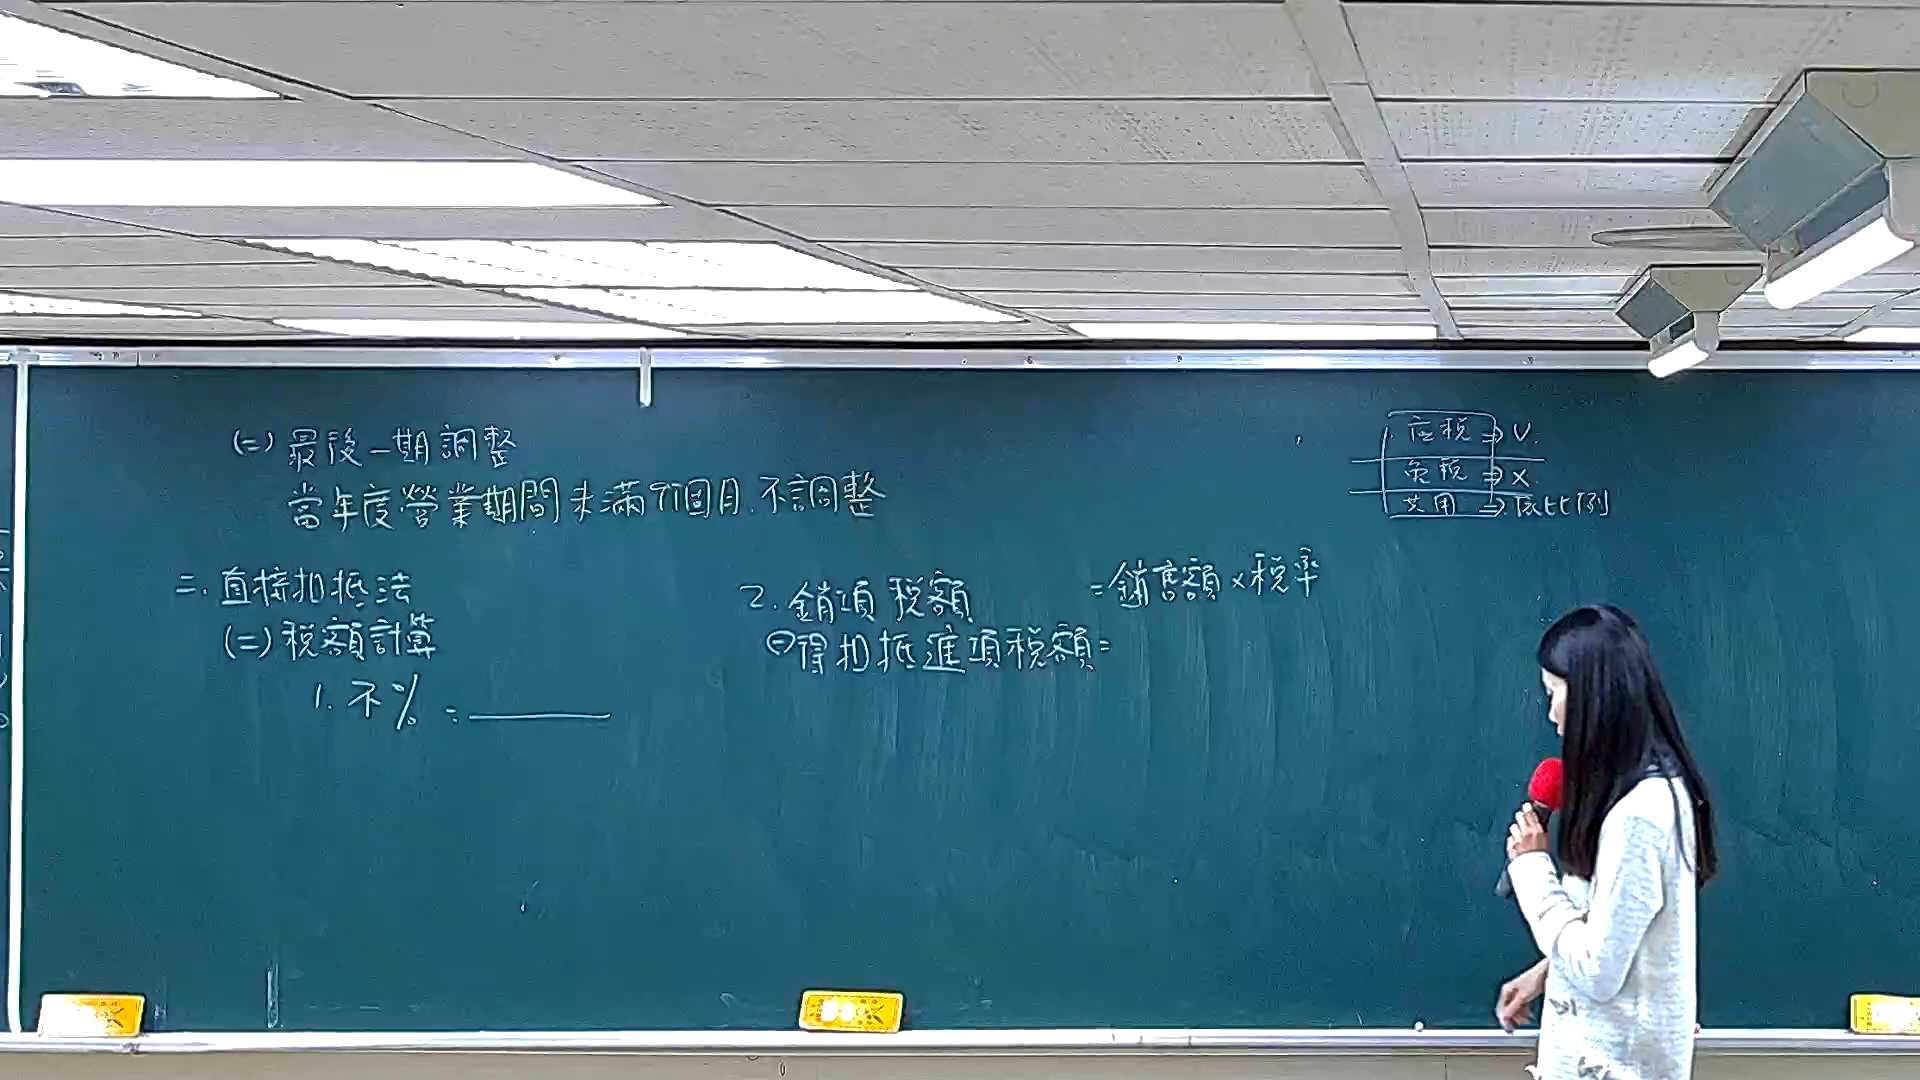 (二) 最後一期調整
當年度營業期間未滿9個月.不調整
二. 直接扣抵法
(二) 稅額計算
1. 不% =
2. 銷項稅額 = 銷售額 × 稅率
⊖得扣抵進項稅額 =
应稅 ⇒ V.
免稅 ⇒ X
共用 ⇒ 依比例